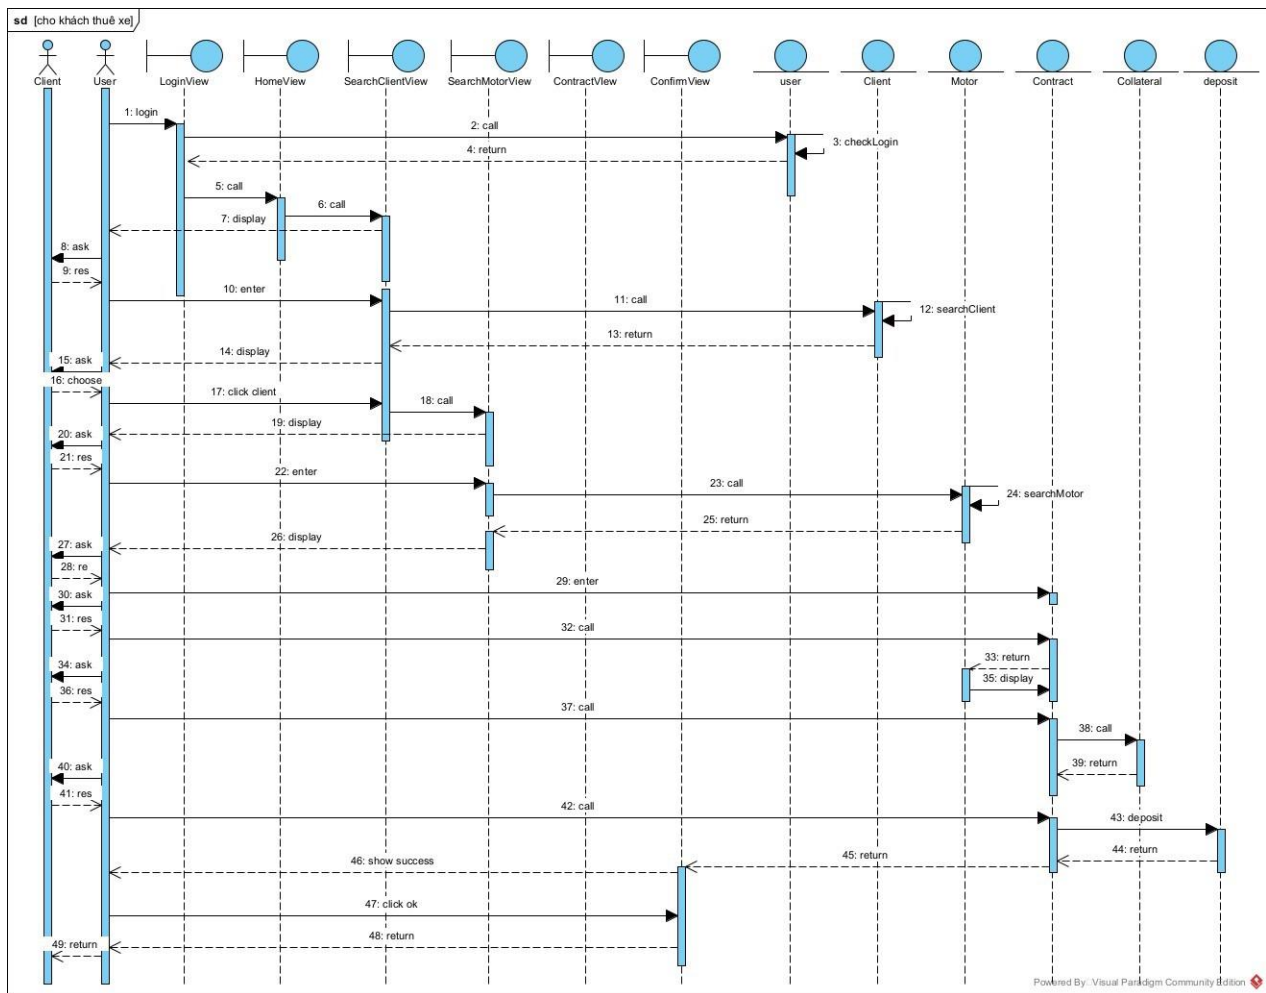 sd [cho khách thuê xe]
Client
User
LoginView
HomeView
SearchClientView
SearchMotorView
ContractView
ConfirmView
user
Client
Motor
Contract
Collateral
deposit
1: login
2: call
3: checkLogin
4: return
5: call
6: call
7: display
8: ask
9: res
10: enter
11: call
12: searchClient
13: return
14: display
15: ask
16: choose
17: click client
18: call
19: display
20: ask
21: res
22: enter
23: call
24: searchMotor
25: return
26: display
27: ask
28: re
29: enter
30: ask
31: res
32: call
33: return
34: ask
35: display
36: res
37: call
38: call
39: return
40: ask
41: res
42: call
43: deposit
44: return
45: return
46: show success
47: click ok
48: return
49: return
Powered By: Visual Paradigm Community Edition